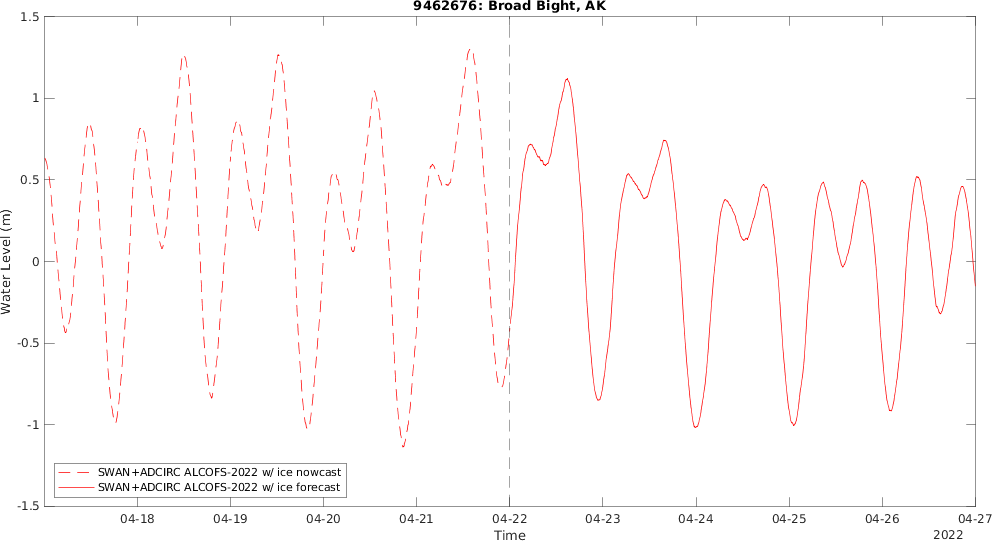 9462676: Broad Bight, AK
1.5
1
0.5
0
-0.5
-1
-1.5
Water Level (m)
SWAN+ADCIRC ALCOFS-2022 w/ ice nowcast
SWAN+ADCIRC ALCOFS-2022 w/ ice forecast
04-18 04-19 04-20 04-21 04-22 04-23 04-24 04-25 04-26 04-27
Time
2022